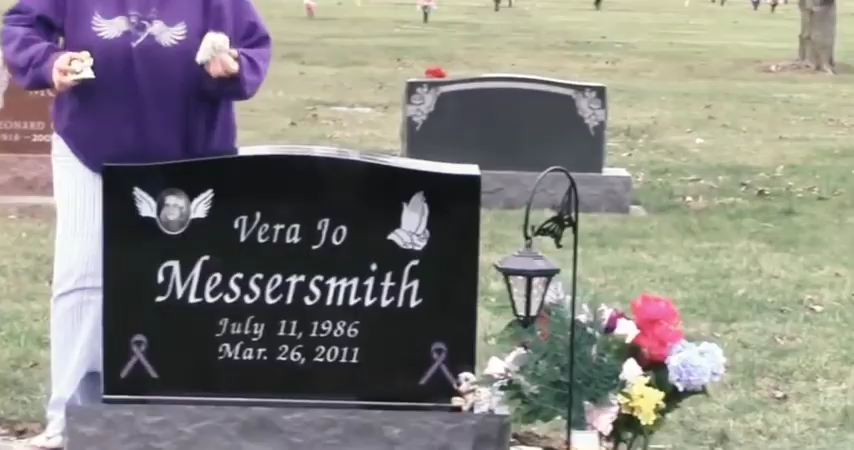 Vera Jo
Messersmith
July 11, 1986
Mar. 26, 2011